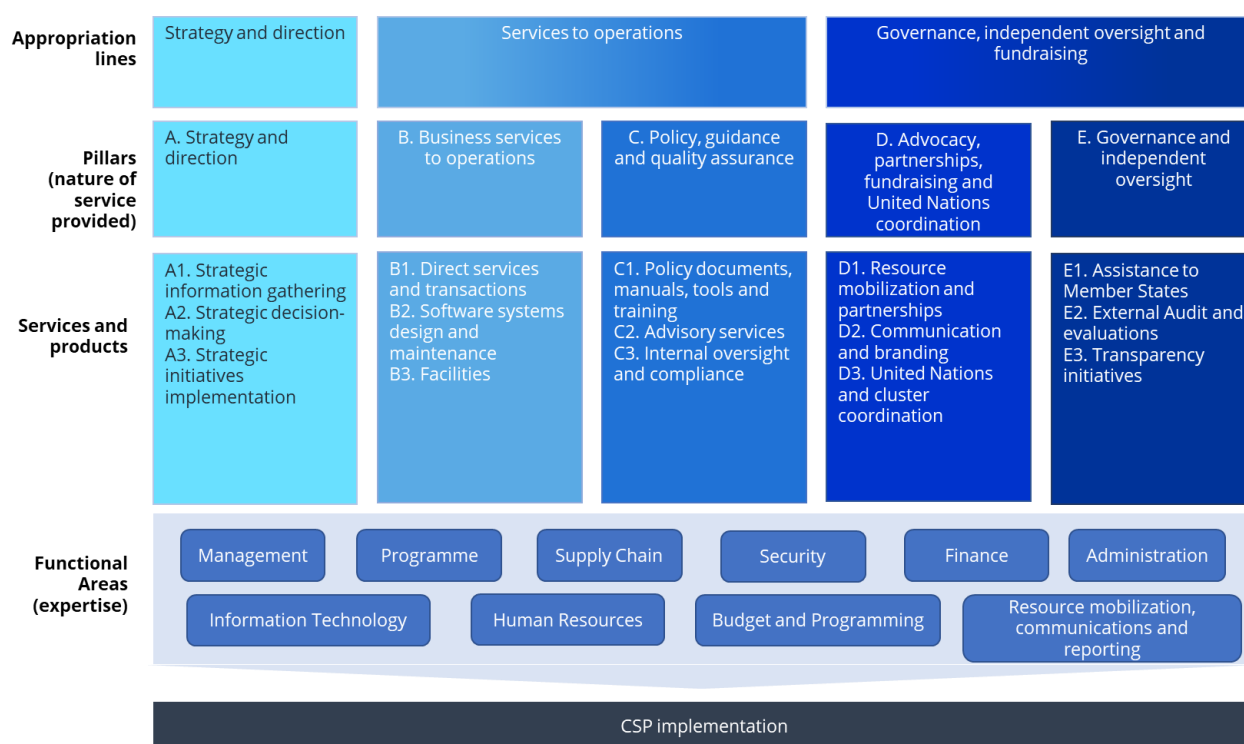 Appropriation
lines
Strategy and direction
Services to operations
Governance, independent oversight and
fundraising
Pillars
(nature of
service
provided)
A. Strategy and
direction
B. Business services
to operations
C. Policy, guidance
and quality assurance
D. Advocacy,
partnerships,
fundraising and
United Nations
coordination
E. Governance and
independent
oversight
Services and
products
A1. Strategic
information gathering
A2. Strategic decision-
making
A3. Strategic
initiatives
implementation
B1. Direct services
and transactions
B2. Software systems
design and
maintenance
B3. Facilities
C1. Policy documents,
manuals, tools and
training
C2. Advisory services
C3. Internal oversight
and compliance
D1. Resource
mobilization and
partnerships
D2. Communication
and branding
D3. United Nations
and cluster
coordination
E1. Assistance to
Member States
E2. External Audit and
evaluations
E3. Transparency
initiatives
Functional
Areas
(expertise)
Management
Programme
Supply Chain
Security
Finance
Administration
Information Technology
Human Resources
Budget and Programming
Resource mobilization,
communications and
reporting
CSP implementation